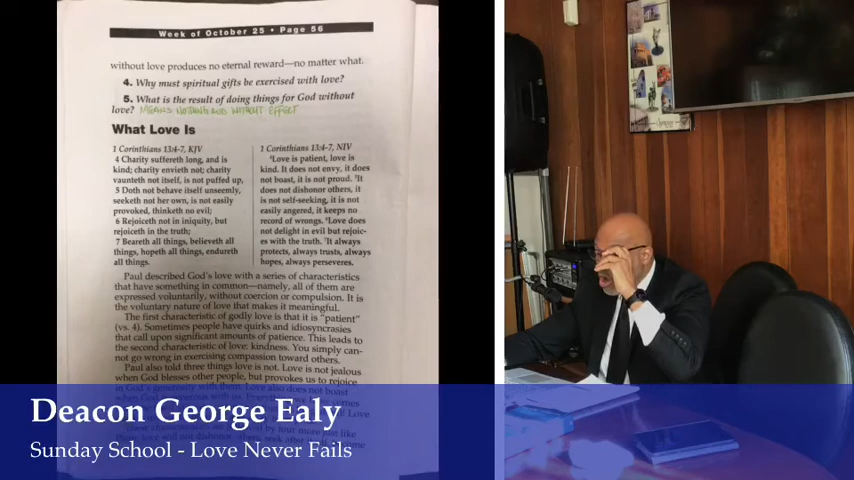 Week of October 25 • Page 56
without love produces no eternal reward—no matter what.
4. Why must spiritual gifts be exercised with love?
5. What is the result of doing things for God without
love? MEANS NOTHING AND WITHOUT EFFECT
What Love Is
1 Corinthians 13:4-7, KJV
4 Charity suffereth long, and is
kind; charity envieth not; charity
vaunteth not itself, is not puffed up,
5 Doth not behave itself unseemly,
seeketh not her own, is not easily
provoked, thinketh no evil;
6 Rejoiceth not in iniquity, but
rejoiceth in the truth;
7 Beareth all things, believeth all
things, hopeth all things, endureth
all things.
1 Corinthians 13:4-7, NIV
⁴Love is patient, love is
kind. It does not envy, it does
not boast, it is not proud. ⁵It
does not dishonor others, it
is not self-seeking, it is not
easily angered, it keeps no
record of wrongs. ⁶Love does
not delight in evil but rejoic-
es with the truth. ⁷It always
protects, always trusts, always
hopes, always perseveres.
Paul described God's love with a series of characteristics
that have something in common—namely, all of them are
expressed voluntarily, without coercion or compulsion. It is
the voluntary nature of love that makes it meaningful.
The first characteristic of godly love is that it is "patient"
(vs. 4). Sometimes people have quirks and idiosyncrasies
that call upon significant amounts of patience. This leads to
the second characteristic of love: kindness. You simply can-
not go wrong in exercising compassion toward others.
Paul also told three things love is not. Love is not jealous
when God blesses other people, but provokes us to rejoice
in God's generosity with them. Love also does not boast
Deacon George Ealy
Sunday School - Love Never Fails